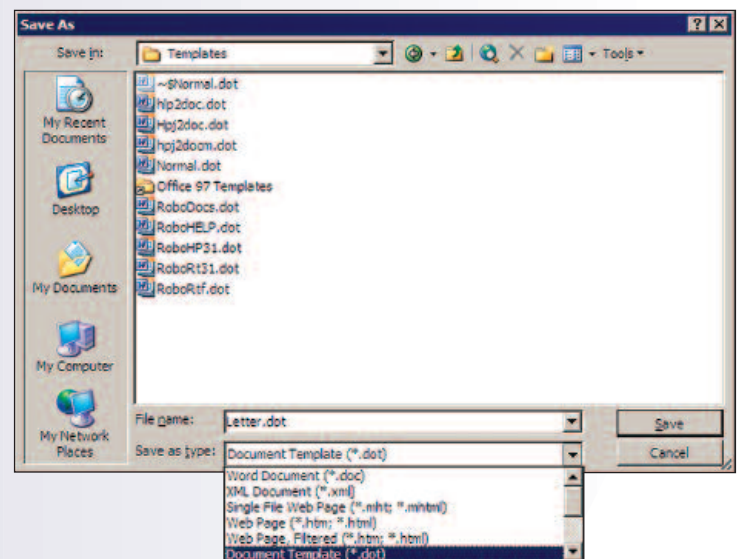 Save As
Save in:
Templates
Tools
My Recent
Documents
Desktop
My Documents
My Computer
My Network
Places
~$Normal.dot
hlp2doc.dot
Hpj2doc.dot
hpj2doom.dot
Normal.dot
Office 97 Templates
RoboDocs.dot
RoboHELP.dot
RoboHP31.dot
RoboRt31.dot
RoboRtf.dot
File name:
Letter.dot
Save
Save as type:
Document Template (*.dot)
Cancel
Word Document (*.doc)
XML Document (*.xml)
Single File Web Page (*.mht; *.mhtml)
Web Page (*.htm; *.html)
Web Page, Filtered (*.htm; *.html)
Document Template (*.dot)